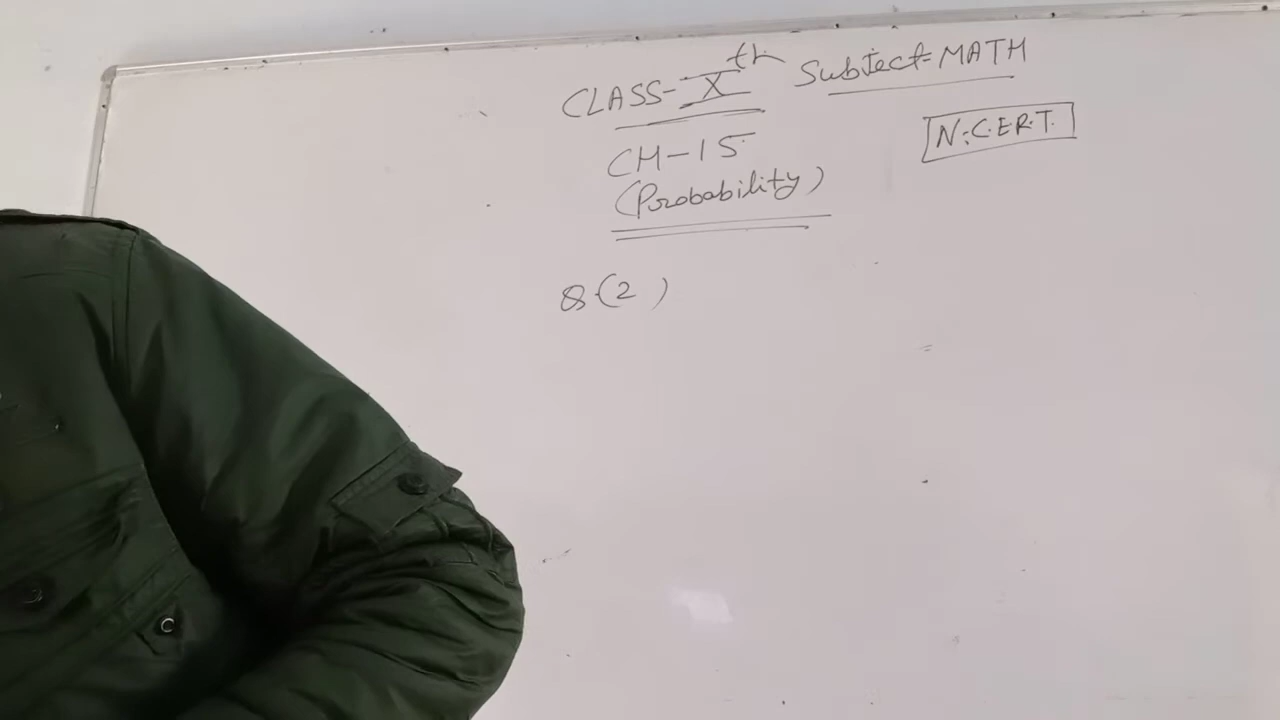 CLASS-Xth Subject=MATH
N.C.E.R.T.
CH-15
(Probability)
Q.(2)